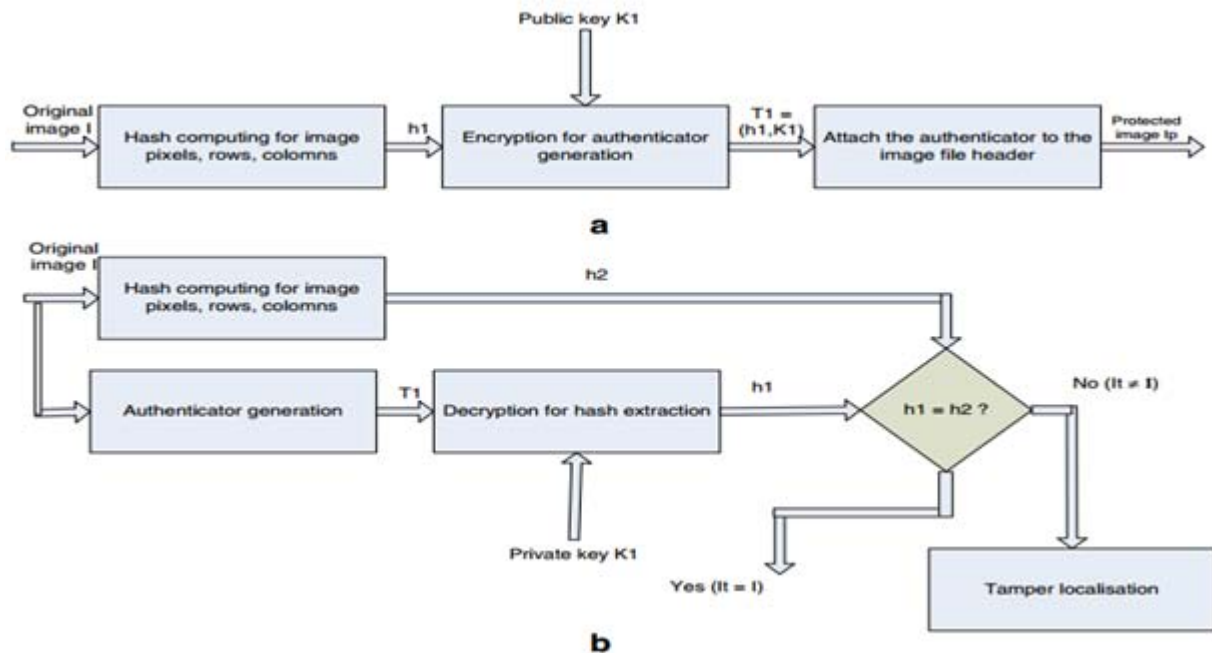 Public key K1
Original
image I
Hash computing for image
pixels, rows, colomns
h1
Encryption for authenticator
generation
T1 =
(h1,K1)
Attach the authenticator to the
image file header
Protected
image Ip
a
Original
image I
Hash computing for image
pixels, rows, colomns
h2
Authenticator generation
T1
Decryption for hash extraction
h1
h1 = h2 ?
No (It ≠ I)
Private key K1
Yes (It = I)
Tamper localisation
b